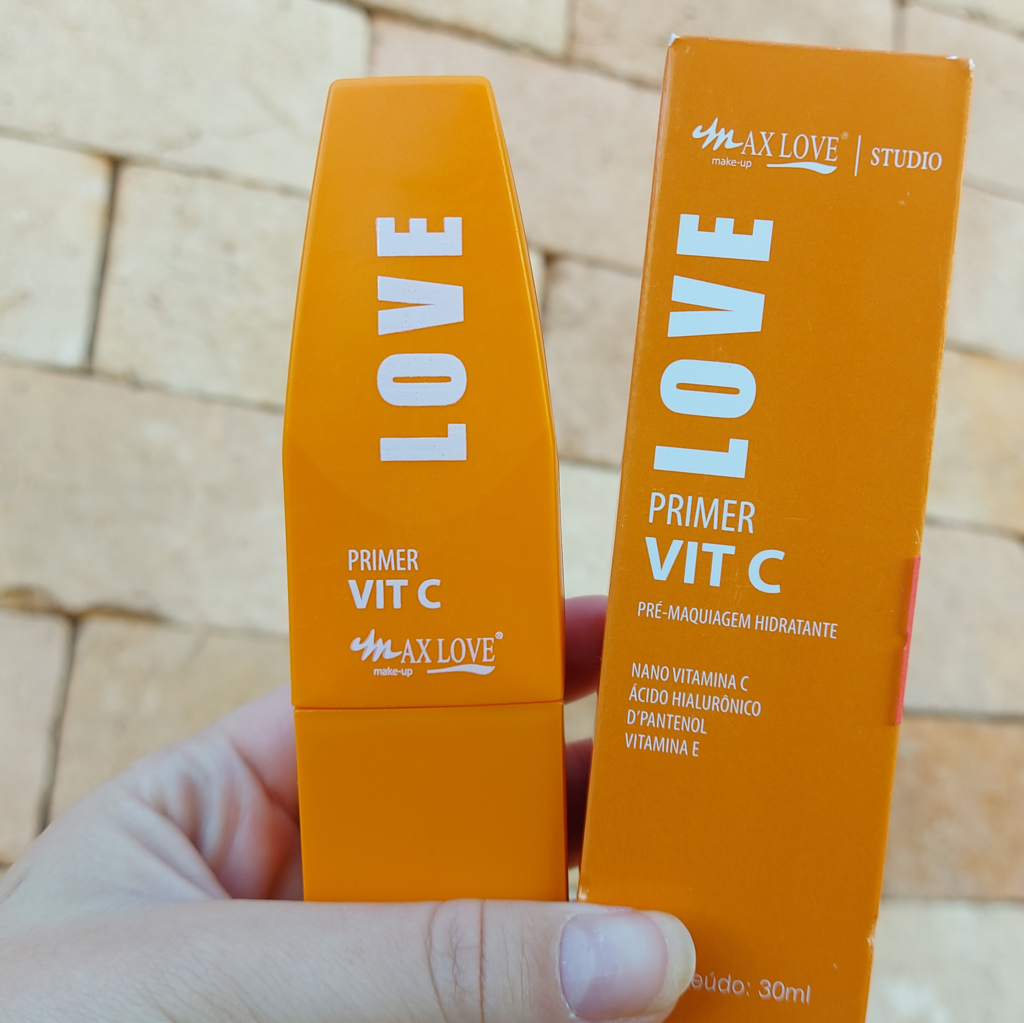 LOVE
PRIMER
VIT C
MAX LOVE®
make-up
MAX LOVE® | STUDIO
make-up
LOVE
PRIMER
VIT C
PRÉ-MAQUIAGEM HIDRATANTE
NANO VITAMINA C
ÁCIDO HIALURÔNICO
D'PANTENOL
VITAMINA E
30ml